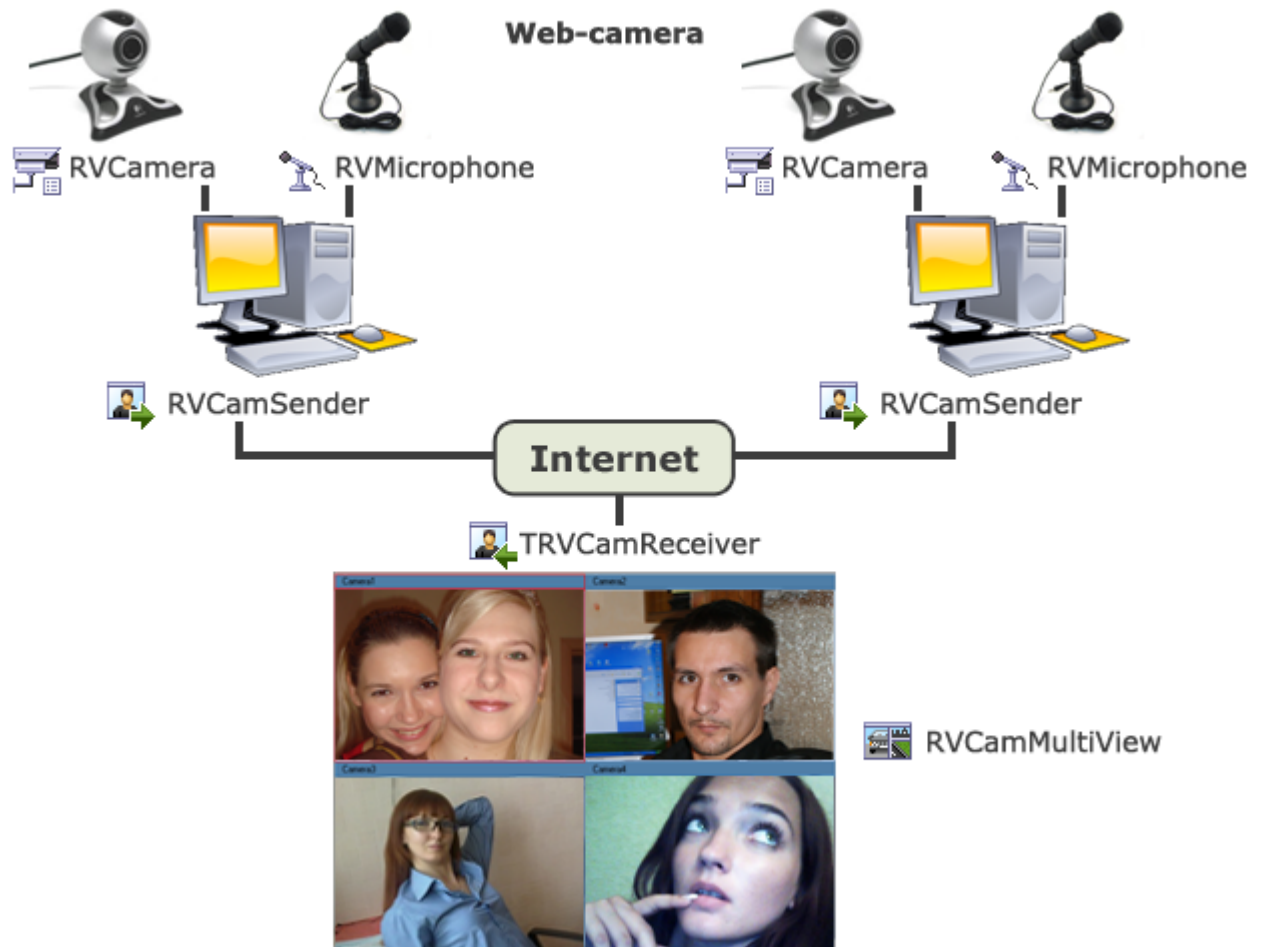 Web-camera
RVCamera
RVMicrophone
RVCamera
RVMicrophone
RVCamSender
RVCamSender
Internet
TRVCamReceiver
Camera1
Camera2
RVCamMultiView
Camera3
Camera4